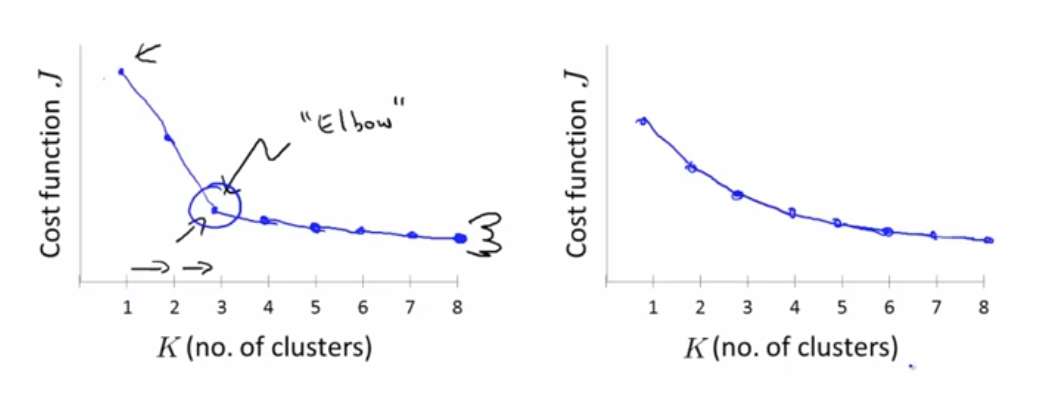 "Elbow"
Cost function J
1 2 3 4 5 6 7 8
K (no. of clusters)
Cost function J
1 2 3 4 5 6 7 8
K (no. of clusters)